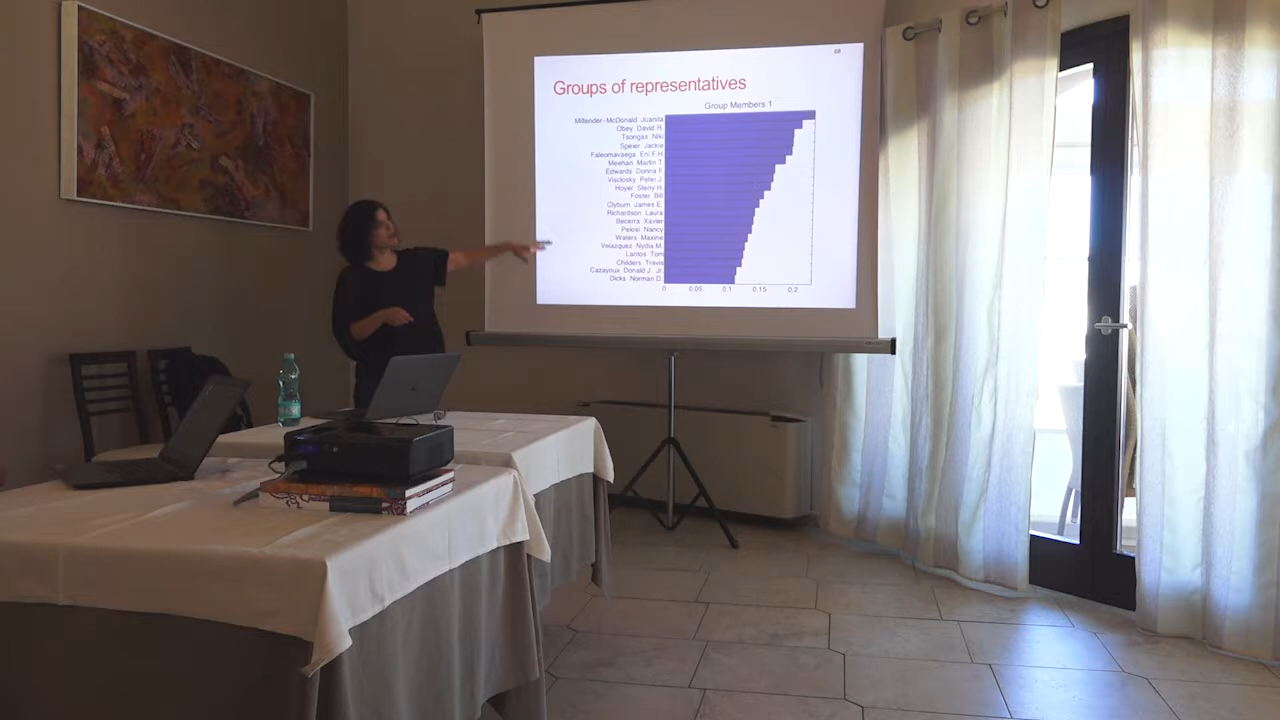 68
Groups of representatives
Group Members 1
Millender-McDonald Juanita
Obey David R.
Tsongas Niki
Speier Jackie
Faleomavaega Eni F.H.
Meehan Martin T.
Edwards Donna F.
Visclosky Peter J.
Hoyer Steny H.
Foster Bill
Clyburn James E.
Richardson Laura
Becerra Xavier
Pelosi Nancy
Waters Maxine
Velazquez Nydia M.
Lantos Tom
Childers Travis
Cazayoux Donald J. Jr.
Dicks Norman D.
0 0.05 0.1 0.15 0.2